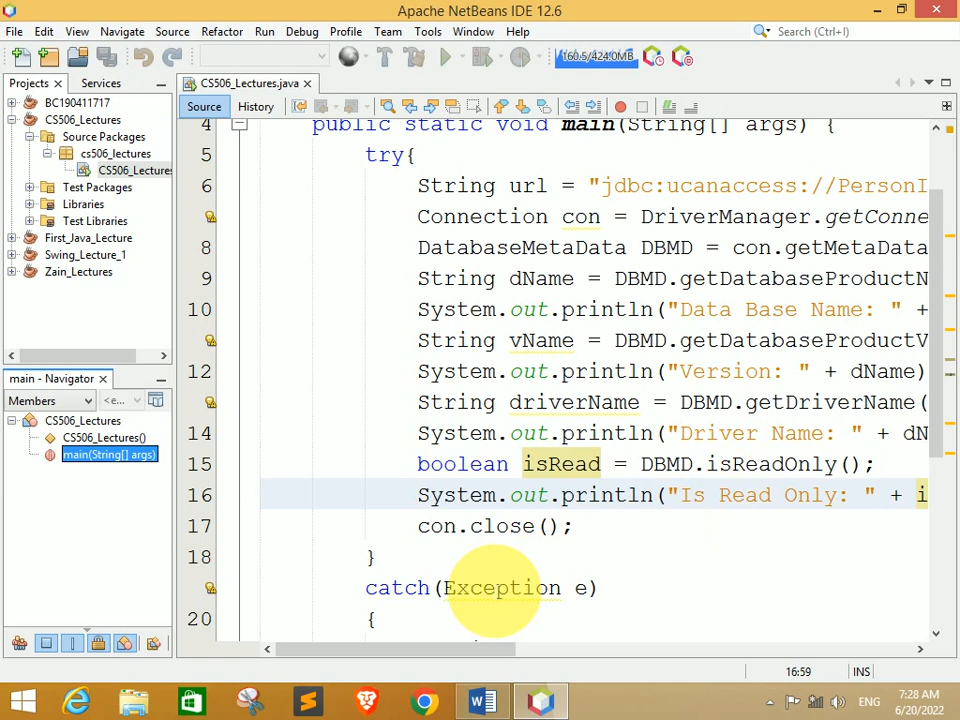 Apache NetBeans IDE 12.6
File Edit View Navigate Source Refactor Run Debug Profile Team Tools Window Help
Search (Ctrl+I)
160.5/424.0MB
Projects Services
CS506_Lectures.java
BC190411717
CS506_Lectures
Source Packages
cs506_lectures
CS506_Lectures
Test Packages
Libraries
Test Libraries
First_Java_Lecture
Swing_Lecture_1
Zain_Lectures
Source History
4 public static void main(String[] args) {
5 try{
6 String url = "jdbc:ucanaccess://PersonI
Connection con = DriverManager.getConne
8 DatabaseMetaData DBMD = con.getMetaData
9 String dName = DBMD.getDatabaseProductN
10 System.out.println("Data Base Name: " +
String vName = DBMD.getDatabaseProductV
12 System.out.println("Version: " + dName)
String driverName = DBMD.getDriverName(
14 System.out.println("Driver Name: " + dN
15 boolean isRead = DBMD.isReadOnly();
16 System.out.println("Is Read Only: " + i
17 con.close();
18 }
catch(Exception e)
20 {
main - Navigator
Members <e...
CS506_Lectures
CS506_Lectures()
main(String[] args)
16:59 INS
ENG
7:28 AM
6/20/2022